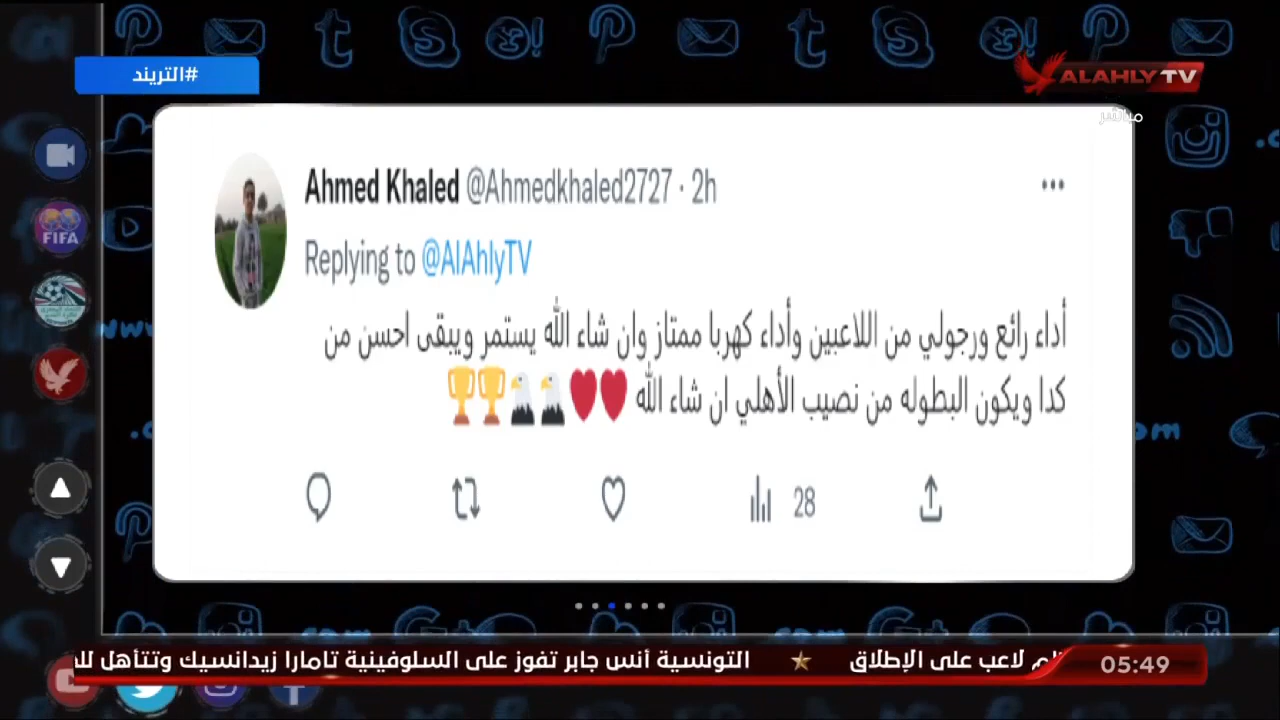 #التريند
ALAHLY TV
مباشر
FIFA
Ahmed Khaled @Ahmedkhaled2727 · 2h
Replying to @AlAhlyTV
أداء رائع ورجولي من اللاعبين وأداء كهربا ممتاز وان شاء الله يستمر ويبقى احسن من
كدا ويكون البطوله من نصيب الأهلي ان شاء الله ❤️❤️🦅🦅🏆🏆
28
لاعب على الإطلاق ★ التونسية أنس جابر تفوز على السلوفينية تامارا زيدانسيك وتتأهل
05:49